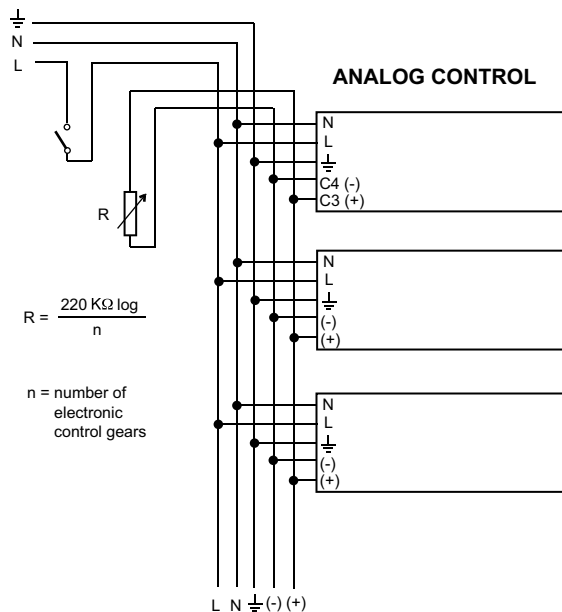 N
L
ANALOG CONTROL
N
L
C4 (-)
C3 (+)
R
N
L
(-)
(+)
R = 220 KΩ log
n
n = number of
electronic
control gears
N
L
(-)
(+)
L N (-) (+)